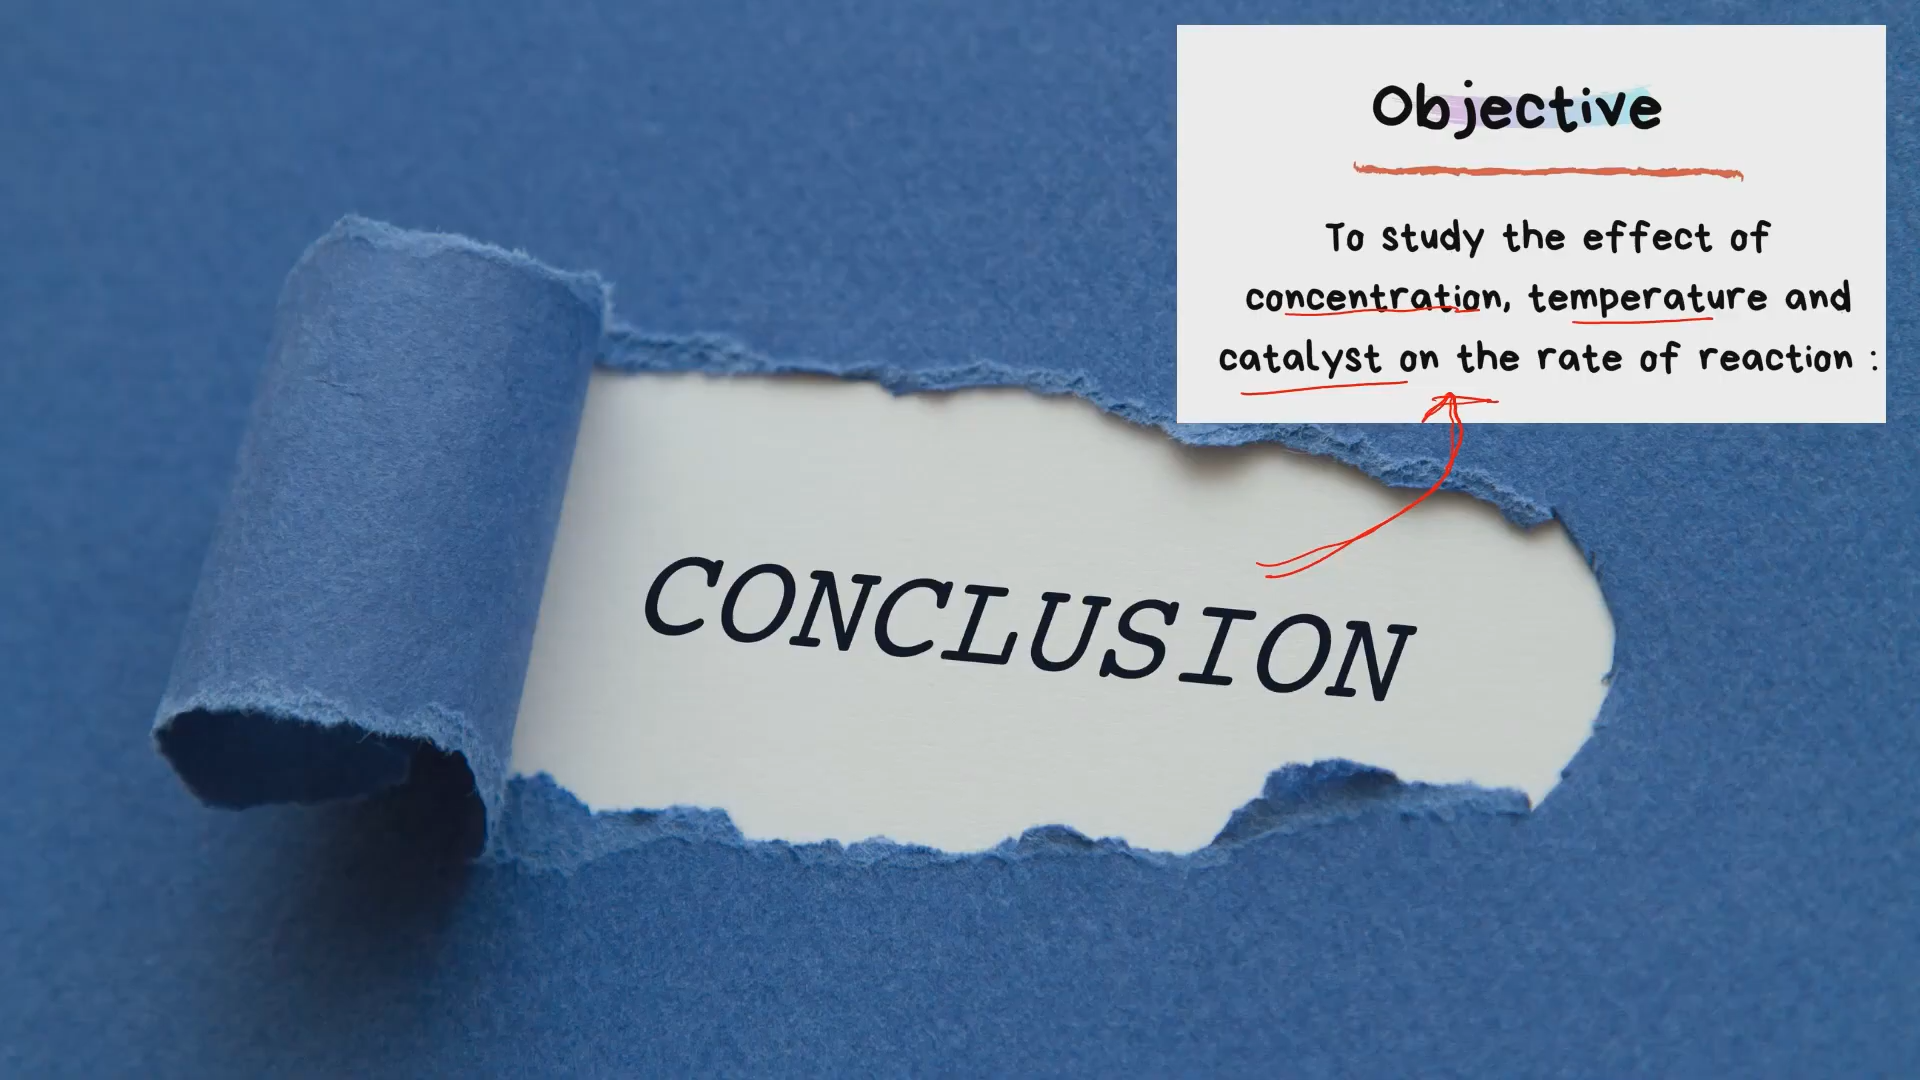 Objective
To study the effect of
concentration, temperature and
catalyst on the rate of reaction :
CONCLUSION